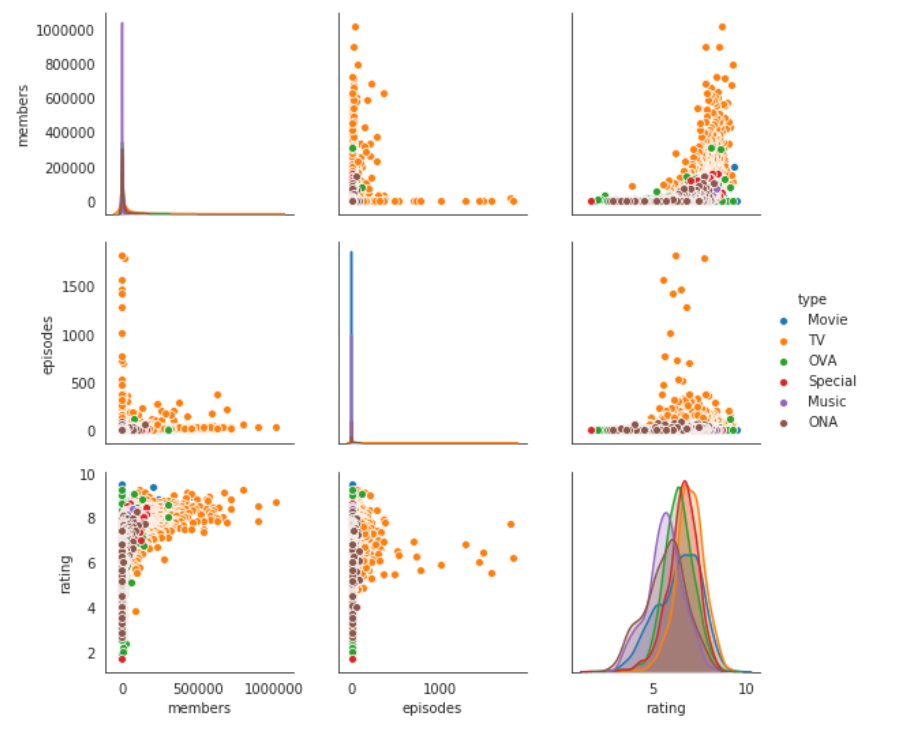 1000000
800000
600000
400000
200000
0
members
1500
1000
500
0
episodes
type
Movie
TV
OVA
Special
Music
ONA
10
8
6
4
2
rating
0 500000 1000000
members
0 1000
episodes
5 10
rating